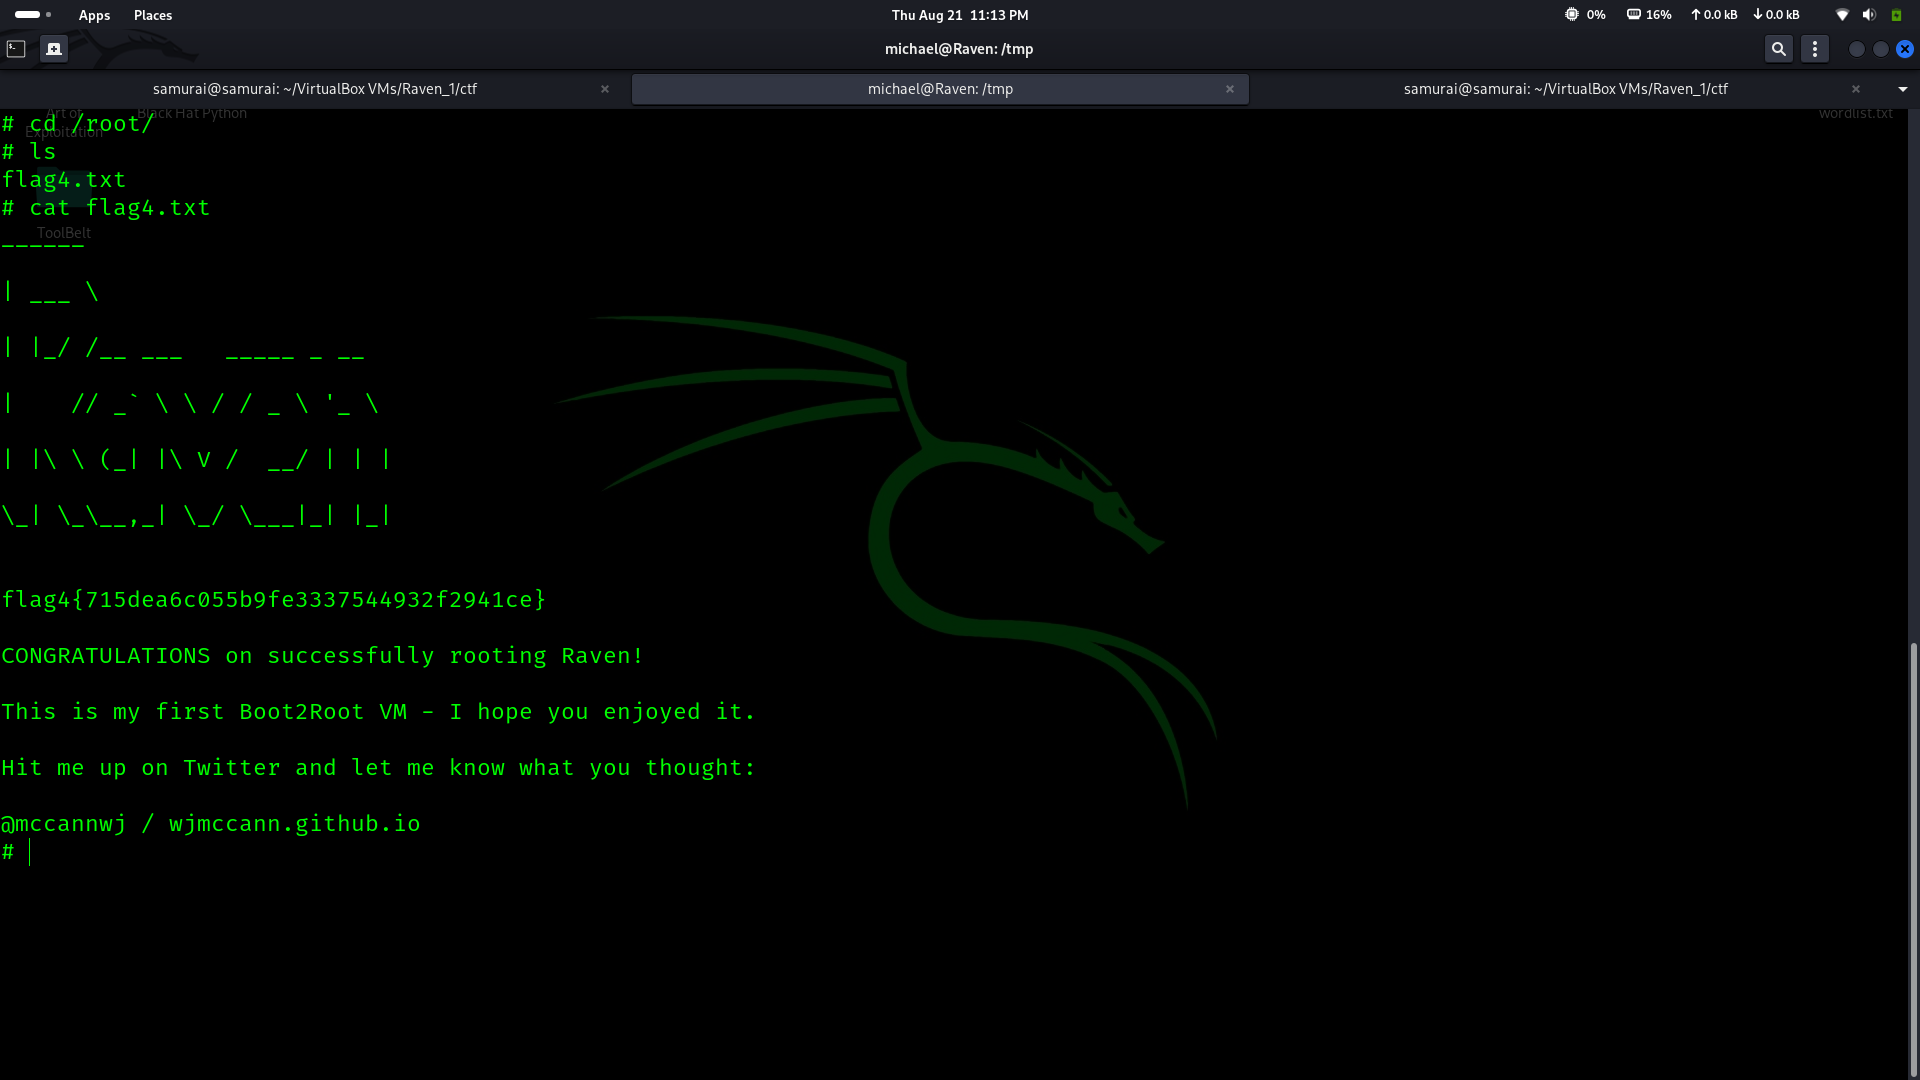 Apps Places Thu Aug 21 11:13 PM 0% 16% 0.0 kB 0.0 kB
michael@Raven: /tmp
samurai@samurai: ~/VirtualBox VMs/Raven_1/ctf michael@Raven: /tmp samurai@samurai: ~/VirtualBox VMs/Raven_1/ctf
Art of Exploitation Black Hat Python wordlist.txt
# cd /root/
# ls
flag4.txt
# cat flag4.txt
ToolBelt
______
| ___ \
| |_/ /__ ___   _____ _ __
|    // _` \ \ / / _ \ '_ \
| |\ \ (_| |\ V /  __/ | | |
\_| \_\__,_| \_/ \___|_| |_|
flag4{715dea6c055b9fe3337544932f2941ce}
CONGRATULATIONS on successfully rooting Raven!
This is my first Boot2Root VM - I hope you enjoyed it.
Hit me up on Twitter and let me know what you thought:
@mccannwj / wjmccann.github.io
#